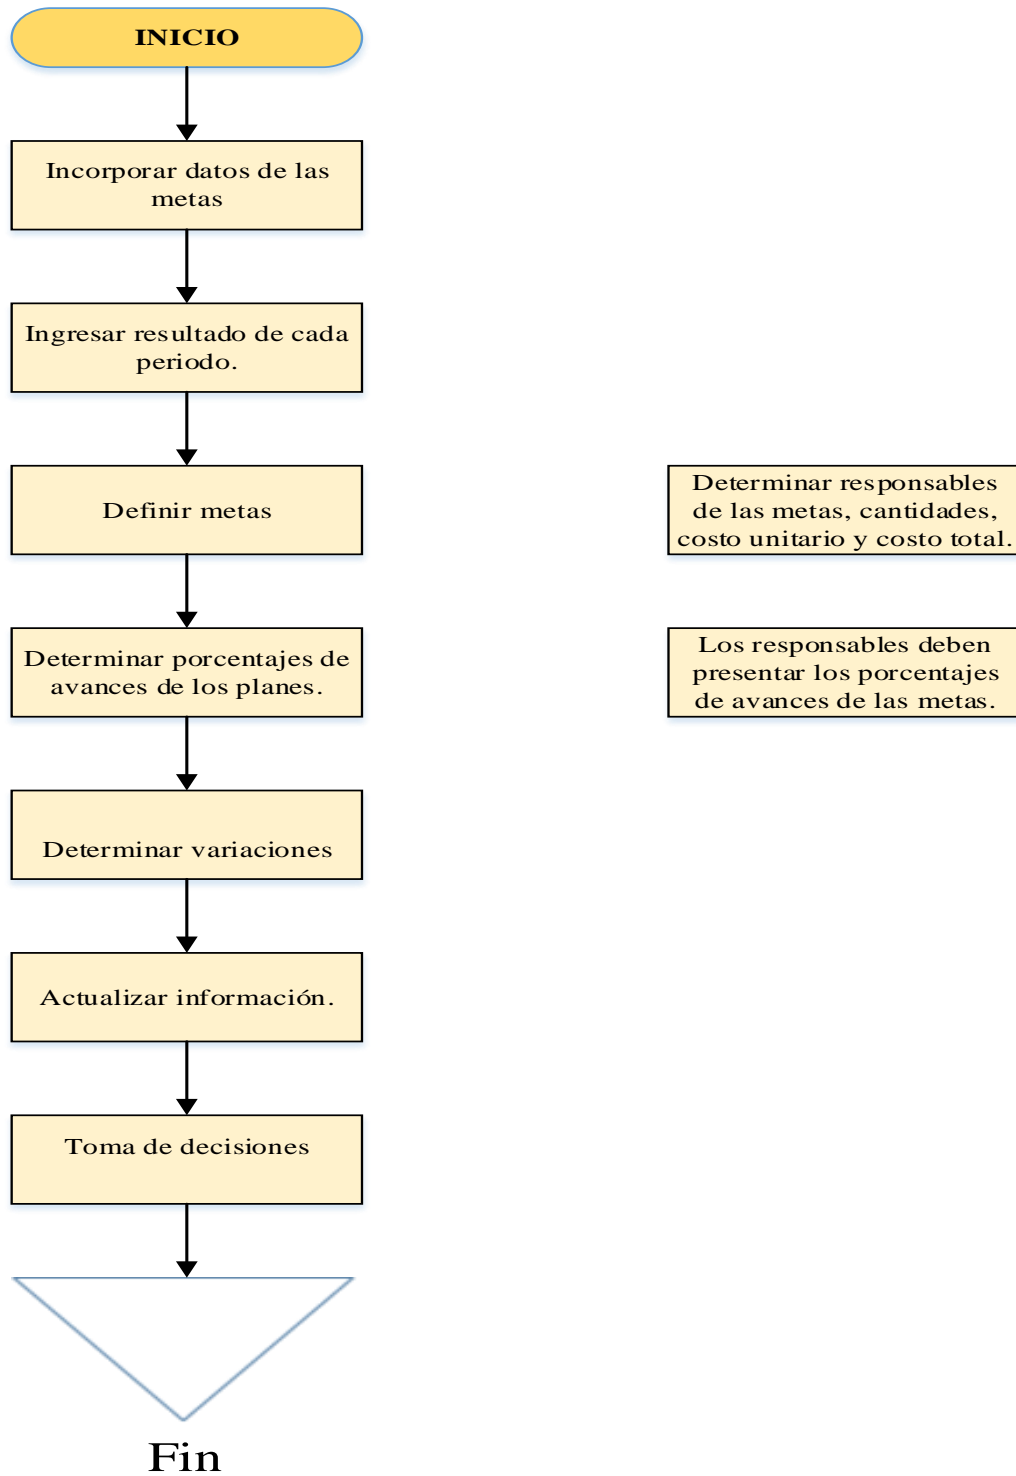 INICIO
Incorporar datos de las
metas
Ingresar resultado de cada
periodo.
Definir metas
Determinar responsables
de las metas, cantidades,
costo unitario y costo total.
Determinar porcentajes de
avances de los planes.
Los responsables deben
presentar los porcentajes
de avances de las metas.
Determinar variaciones
Actualizar información.
Toma de decisiones
Fin